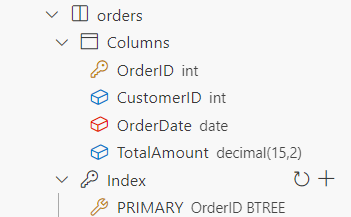 orders
Columns
OrderID int
CustomerID int
OrderDate date
TotalAmount decimal(15,2)
Index
PRIMARY OrderID BTREE